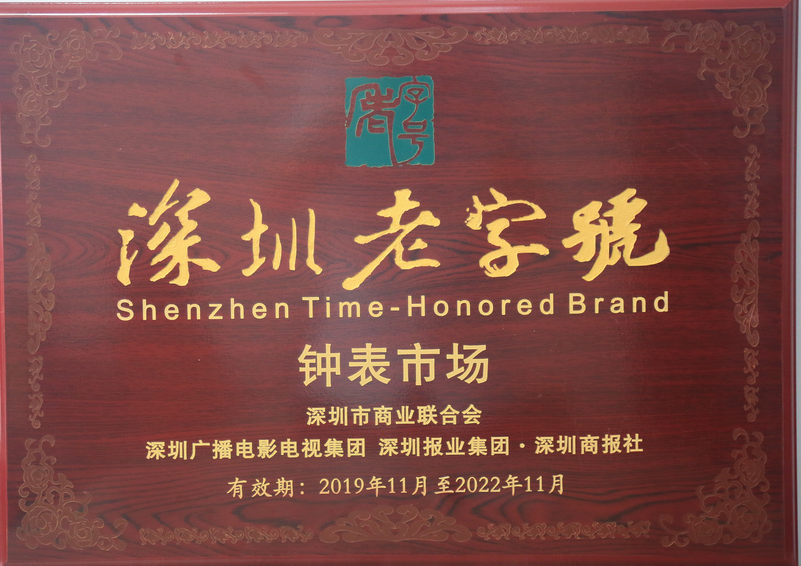 老字号
深圳老字號
Shenzhen Time-Honored Brand
钟表市场
深圳市商业联合会
深圳广播电影电视集团 深圳报业集团·深圳商报社
有效期：2019年11月至2022年11月